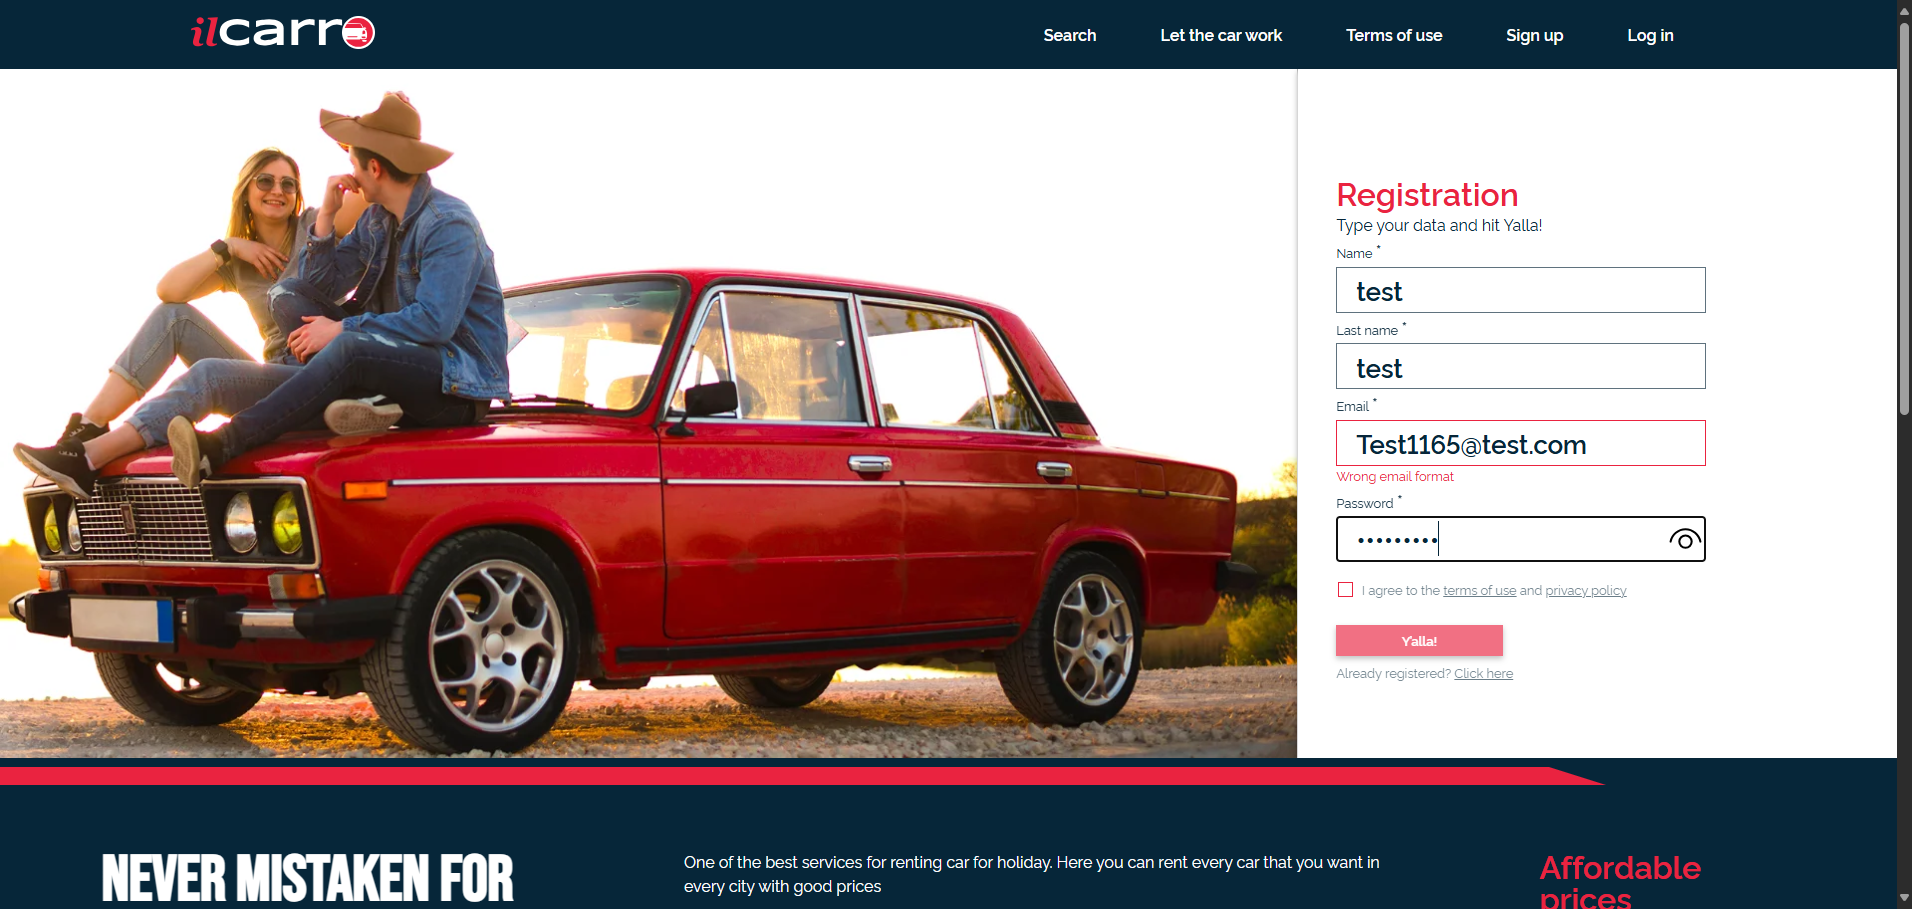 ilcarro
Search
Let the car work
Terms of use
Sign up
Log in
Registration
Type your data and hit Yalla!
Name *
test
Last name *
test
Email *
Test1165@test.com
Wrong email format
Password *
•••••••••
I agree to the terms of use and privacy policy
Y'alla!
Already registered? Click here
NEVER MISTAKEN FOR
One of the best services for renting car for holiday. Here you can rent every car that you want in
every city with good prices
Affordable
prices